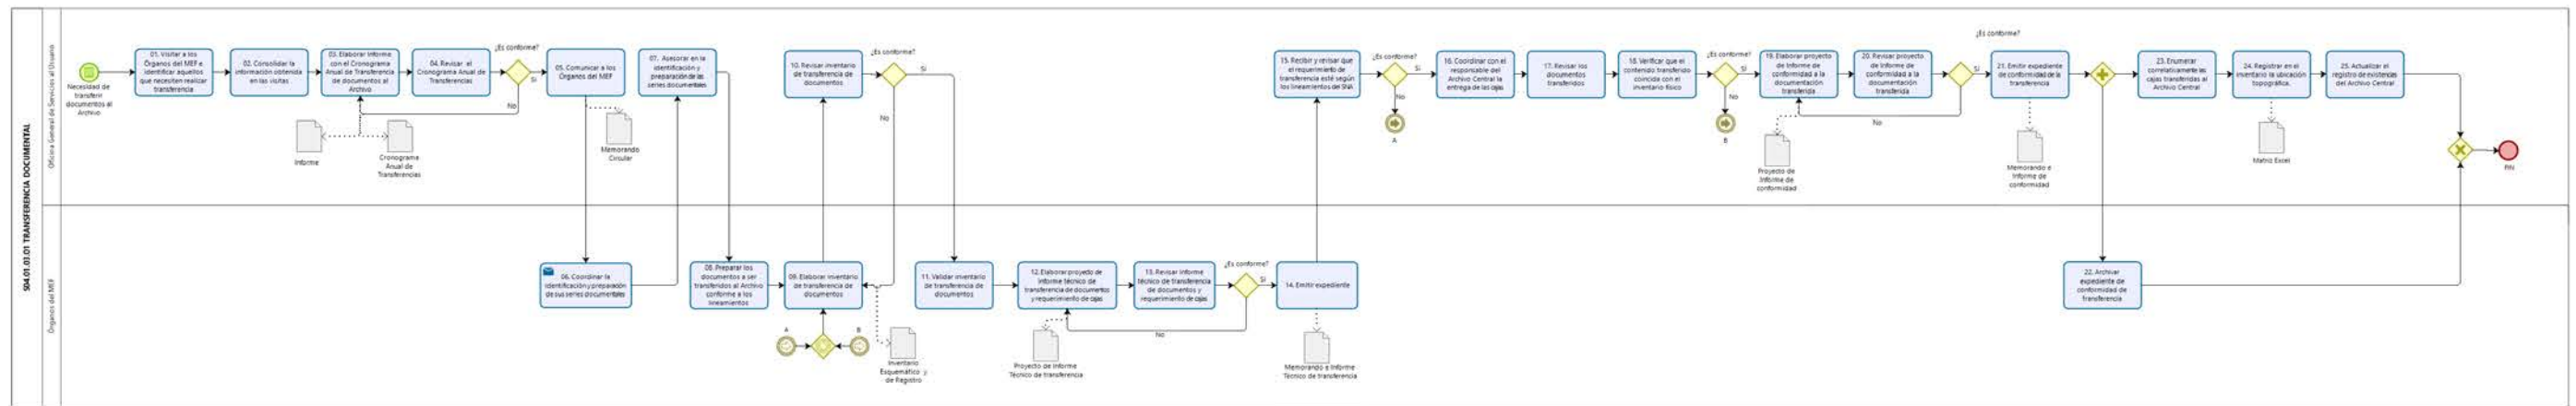 S04.01.03.01 TRANSFERENCIA DOCUMENTAL
Oficina General de Servicios al Usuario
Necesidad de
transferir
documentos al
Archivo
01. Visitar a los
Órganos del MEF e
identificar aquellos
que necesiten realizar
transferencia
02. Consolidar la
información obtenida
en las visitas
03. Elaborar Informe
con el Cronograma
Anual de Transferencia
de documentos al
Archivo
Informe
Cronograma
Anual de
Transferencias
04. Revisar el
Cronograma Anual de
Transferencias
¿Es conforme?
Si
No
05. Comunicar a los
Órganos del MEF
Memorando
Circular
07. Asesorar en la
identificación y
preparación de las
series documentales
10. Revisar inventario
de transferencia de
documentos
¿Es conforme?
Si
No
15. Recibir y revisar que
el requerimiento de
transferencia esté según
los lineamientos del SNA
¿Es conforme?
Si
No
A
16. Coordinar con el
responsable del
Archivo Central la
entrega de las cajas
17. Revisar los
documentos
transferidos
18. Verificar que el
contenido transferido
coincida con el
inventario físico
¿Es conforme?
Si
No
B
19. Elaborar proyecto
de Informe de
conformidad a la
documentación
transferida
Proyecto de
Informe de
conformidad
20. Revisar proyecto
de Informe de
conformidad a la
documentación
transferida
¿Es conforme?
Si
No
21. Emitir expediente
de conformidad de la
transferencia
Memorando e
Informe de
conformidad
23. Enumerar
correlativamente las
cajas transferidas al
Archivo Central
24. Registrar en el
inventario la ubicación
topográfica.
Matriz Excel
25. Actualizar el
registro de existencias
del Archivo Central
FIN
Órganos del MEF
06. Coordinar la
identificación y preparación
de sus series documentales
08. Preparar los
documentos a ser
transferidos al Archivo
conforme a los
lineamientos
09. Elaborar inventario
de transferencia de
documentos
A
B
Inventario
Esquemático y
de Registro
11. Validar inventario
de transferencia de
documentos
12. Elaborar proyecto de
Informe técnico de
transferencia de documentos
y requerimiento de cajas
Proyecto de Informe
Técnico de transferencia
13. Revisar informe
técnico de transferencia
de documentos y
requerimiento de cajas
¿Es conforme?
Si
No
14. Emitir expediente
Memorando e Informe
Técnico de transferencia
22. Archivar
expediente de
conformidad de
transferencia